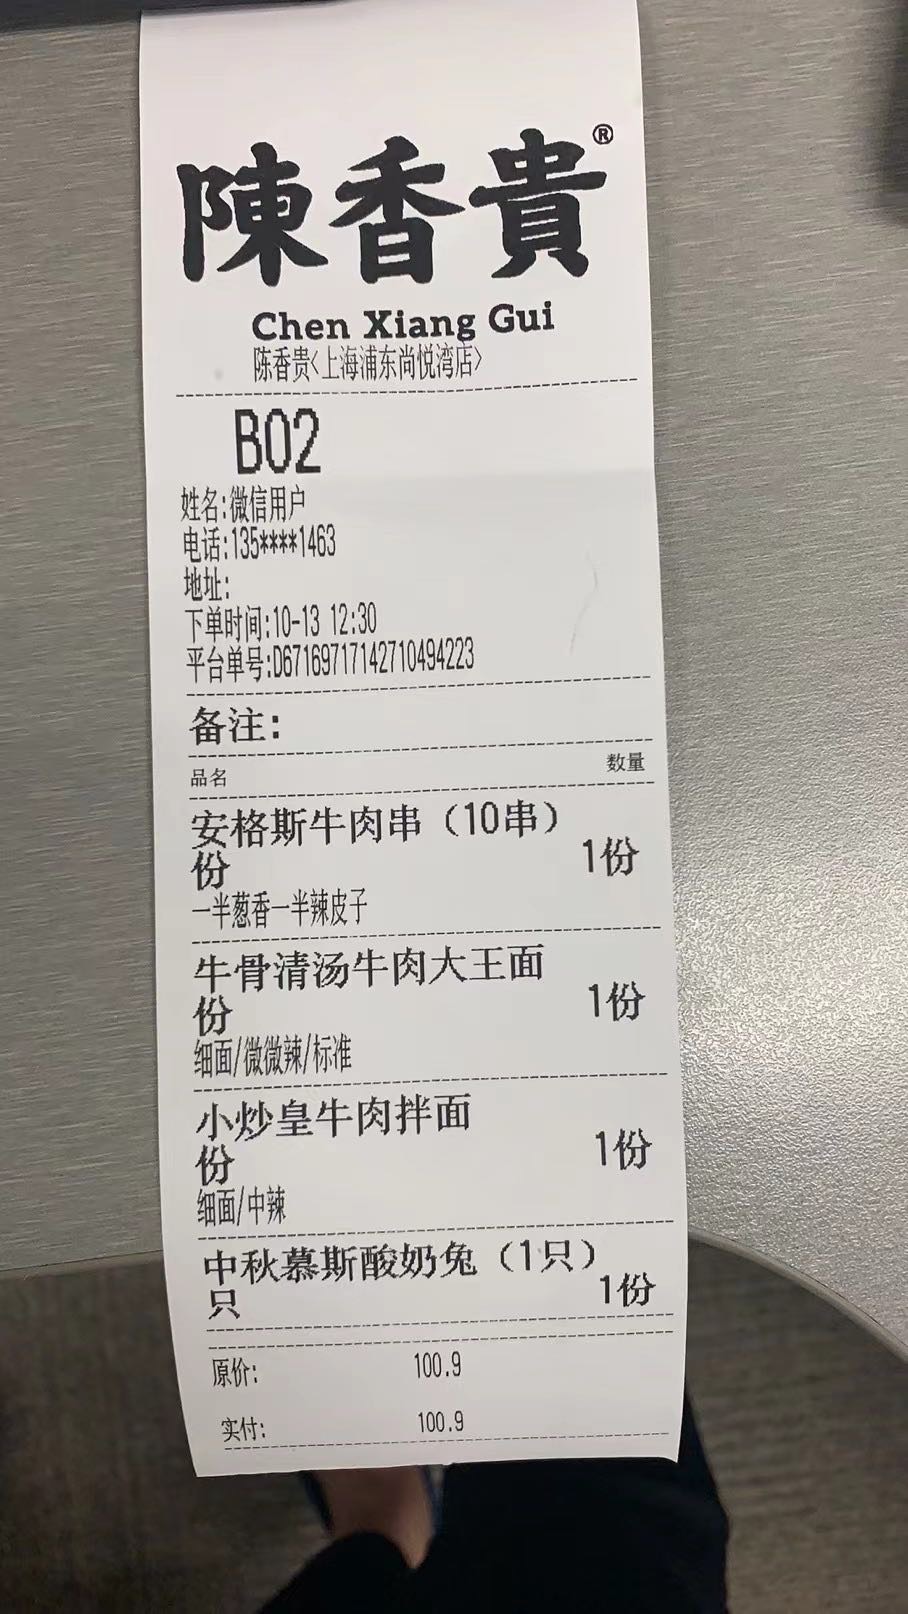 陳香貴®
Chen Xiang Gui
陈香贵<上海浦东尚悦湾店>
B02
姓名:微信用户
电话:135****1463
地址:
下单时间:10-13 12:30
平台单号:D67169717142710494223
备注:
品名 数量
安格斯牛肉串（10串）
份 1份
一半葱香一半辣皮子
牛骨清汤牛肉大王面
份 1份
细面/微微辣/标准
小炒皇牛肉拌面
份 1份
细面/中辣
中秋慕斯酸奶兔（1只）
只 1份
原价: 100.9
实付: 100.9